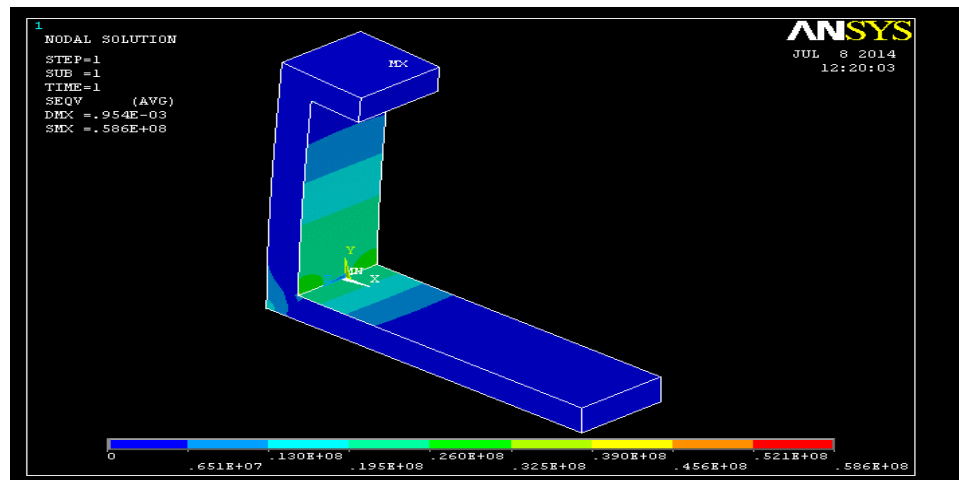 1
NODAL SOLUTION
STEP=1
SUB =1
TIME=1
SEQV (AVG)
DMX =.954E-03
SMX =.586E+08
ANSYS
JUL 8 2014
12:20:03
MX
Y
MN
X
0 .130E+08 .260E+08 .390E+08 .521E+08
.651E+07 .195E+08 .325E+08 .456E+08 .586E+08